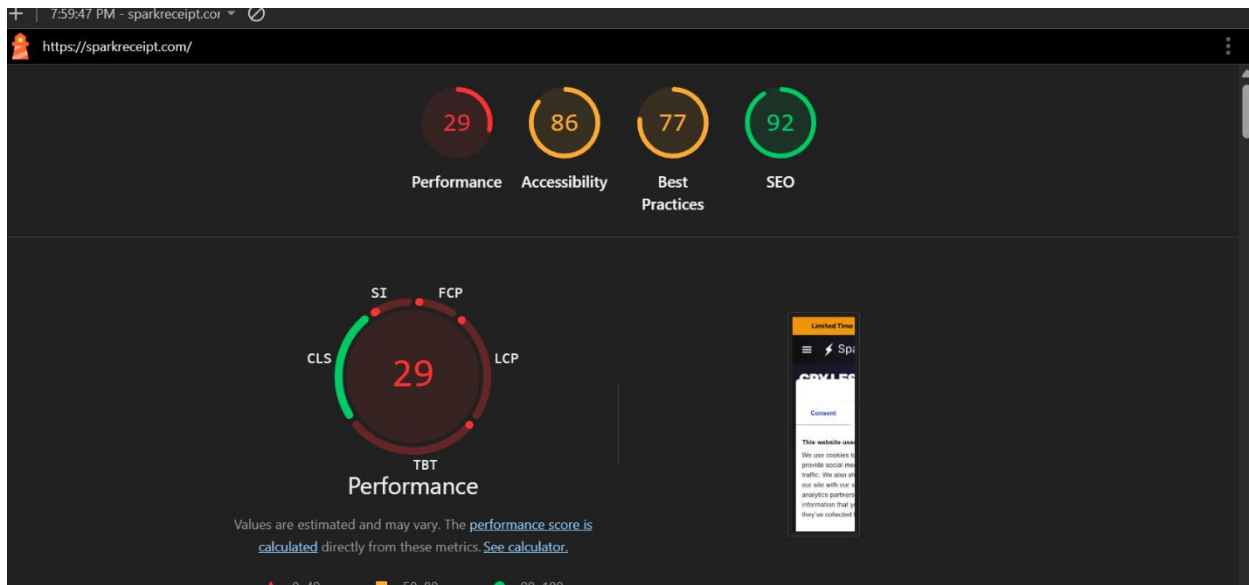 7:59:47 PM - sparkreceipt.cor
https://sparkreceipt.com/
29
86
77
92
Performance
Accessibility
Best
Practices
SEO
SI
FCP
CLS
LCP
29
TBT
Performance
Values are estimated and may vary. The performance score is
calculated directly from these metrics. See calculator.
Limited Time
Spa
Consent
This website use
We use cookies to
provide social me
traffic. We also sh
our site with our s
analytics partners
information that y
they've collected